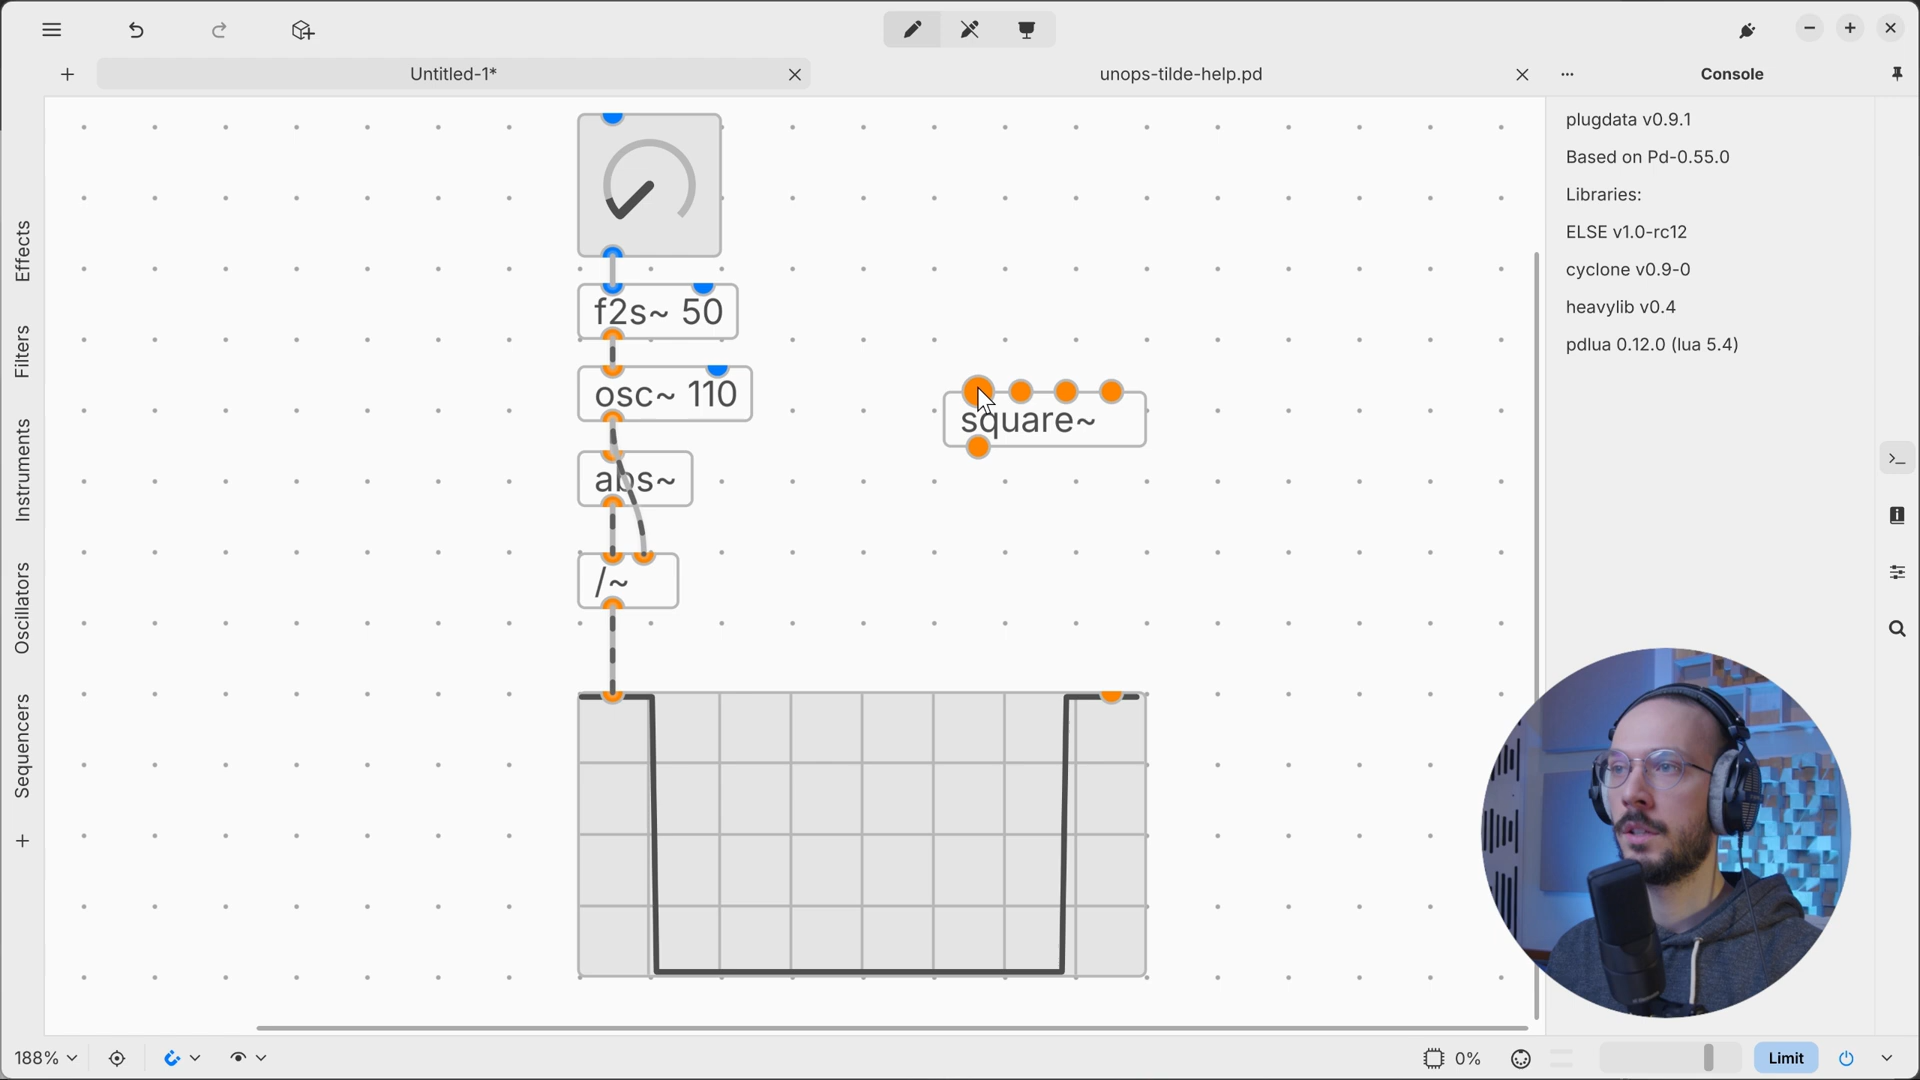 Untitled-1*
unops-tilde-help.pd
Console
plugdata v0.9.1
Based on Pd-0.55.0
Libraries:
ELSE v1.0-rc12
cyclone v0.9-0
heavylib v0.4
pdlua 0.12.0 (lua 5.4)
Effects
Filters
Instruments
Oscillators
Sequencers
f2s~ 50
osc~ 110
abs~
/~
square~
188%
0%
Limit